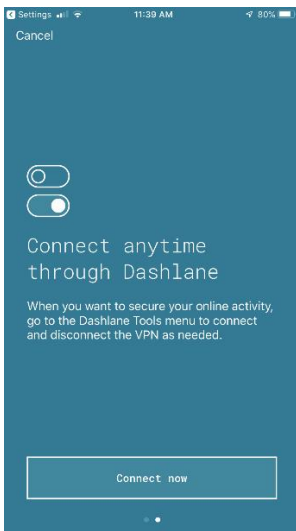 Settings 11:39 AM 80%
Cancel
Connect anytime
through Dashlane
When you want to secure your online activity,
go to the Dashlane Tools menu to connect
and disconnect the VPN as needed.
Connect now